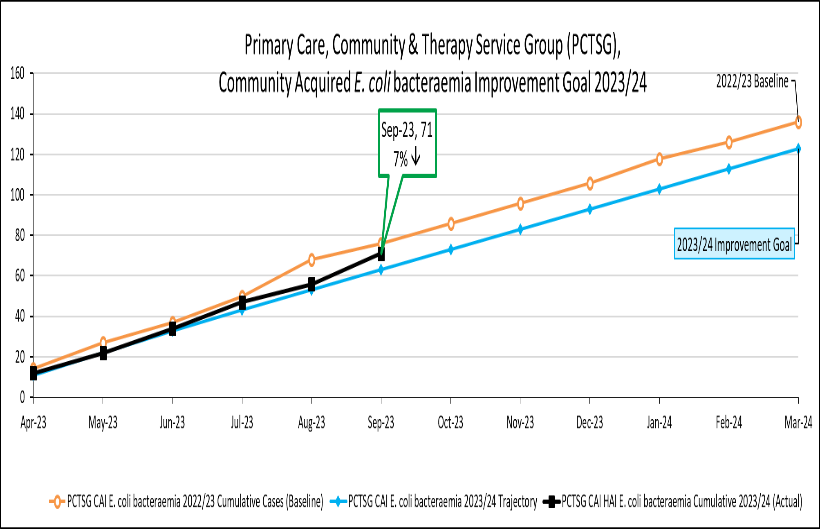 Primary Care, Community & Therapy Service Group (PCTSG),
Community Acquired E. coli bacteraemia Improvement Goal 2023/24
160
140
120
100
80
60
40
20
0
2022/23 Baseline
Sep-23, 71
7% ↓
2023/24 Improvement Goal
Apr-23 May-23 Jun-23 Jul-23 Aug-23 Sep-23 Oct-23 Nov-23 Dec-23 Jan-24 Feb-24 Mar-24
PCTSG CAI E. coli bacteraemia 2022/23 Cumulative Cases (Baseline) PCTSG CAI E. coli bacteraemia 2023/24 Trajectory PCTSG CAI HAI E. coli bacteraemia Cumulative 2023/24 (Actual)